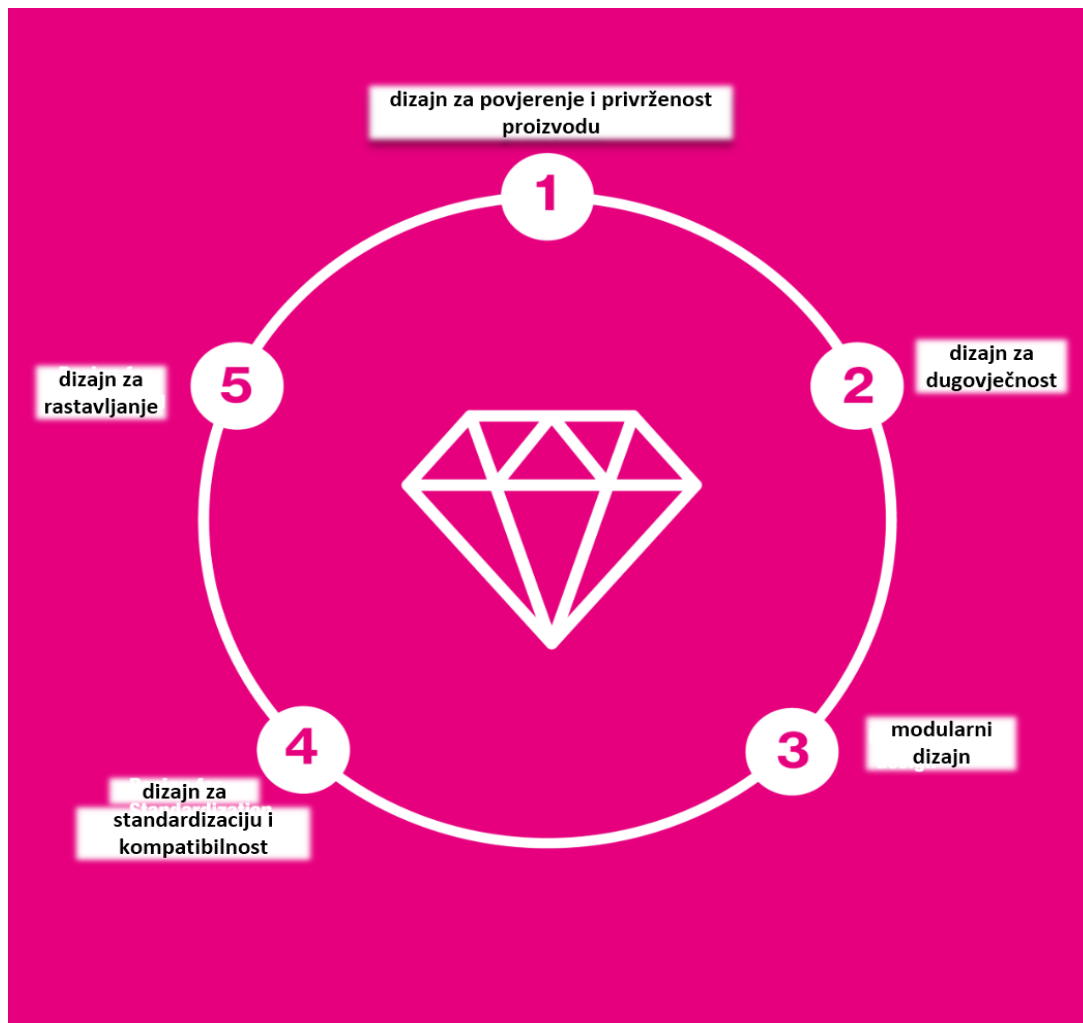 dizajn za povjerenje i privrženost
proizvodu
1
2
dizajn za
dugovječnost
3
modularni
dizajn
4
dizajn za
standardizaciju i
kompatibilnost
5
dizajn za
rastavljanje